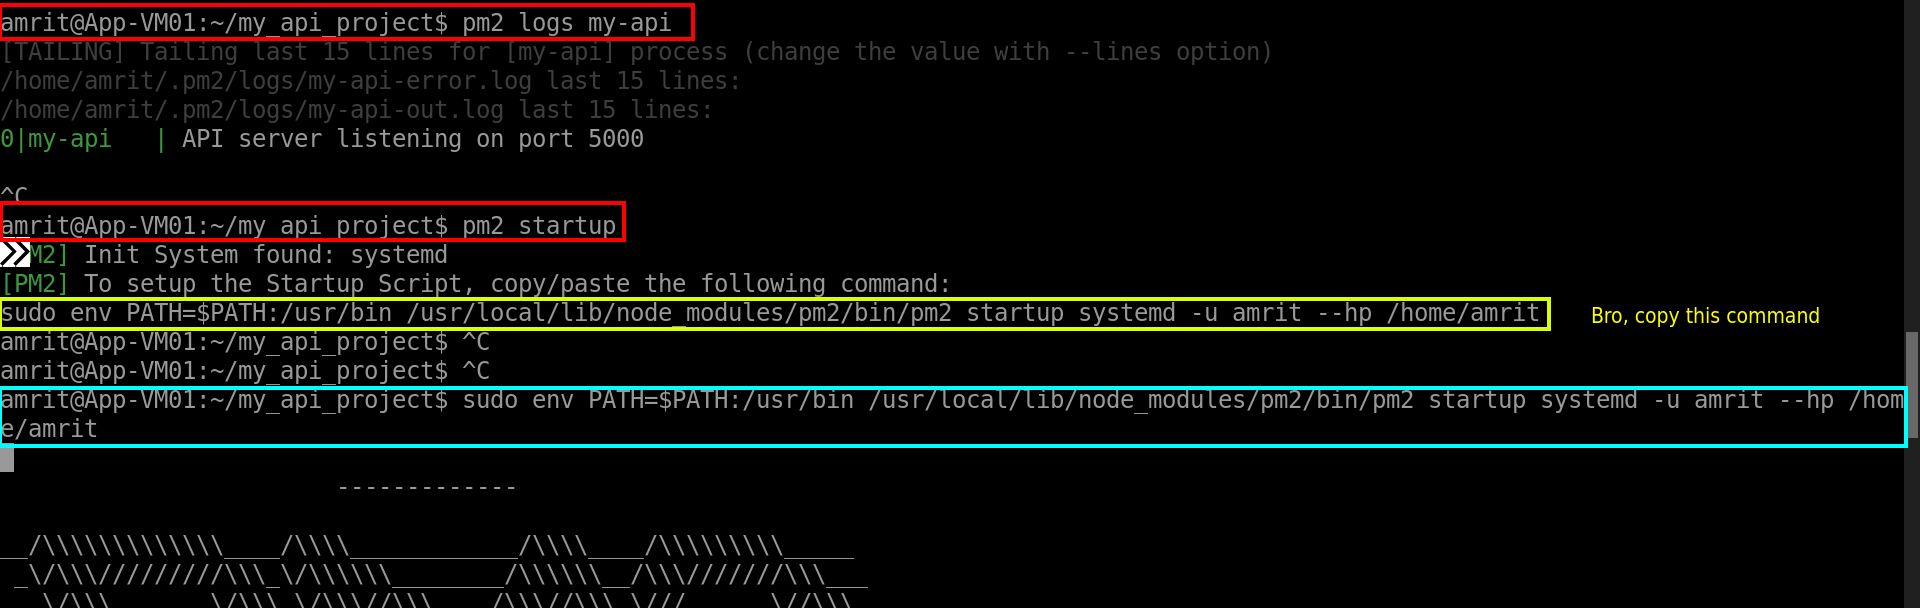 amrit@App-VM01:~/my_api_project$ pm2 logs my-api
[TAILING] Tailing last 15 lines for [my-api] process (change the value with --lines option)
/home/amrit/.pm2/logs/my-api-error.log last 15 lines:
/home/amrit/.pm2/logs/my-api-out.log last 15 lines:
0|my-api   | API server listening on port 5000
^C
amrit@App-VM01:~/my_api_project$ pm2 startup
M2] Init System found: systemd
[PM2] To setup the Startup Script, copy/paste the following command:
sudo env PATH=$PATH:/usr/bin /usr/local/lib/node_modules/pm2/bin/pm2 startup systemd -u amrit --hp /home/amrit
Bro, copy this command
amrit@App-VM01:~/my_api_project$ ^C
amrit@App-VM01:~/my_api_project$ ^C
amrit@App-VM01:~/my_api_project$ sudo env PATH=$PATH:/usr/bin /usr/local/lib/node_modules/pm2/bin/pm2 startup systemd -u amrit --hp /hom
e/amrit
-------------
__/\\\\\\\\\\\\\____/\\\\____________/\\\\____/\\\\\\\\\_____
_\/\\\/////////\\\_\/\\\\\\________/\\\\\\__/\\\///////\\\___